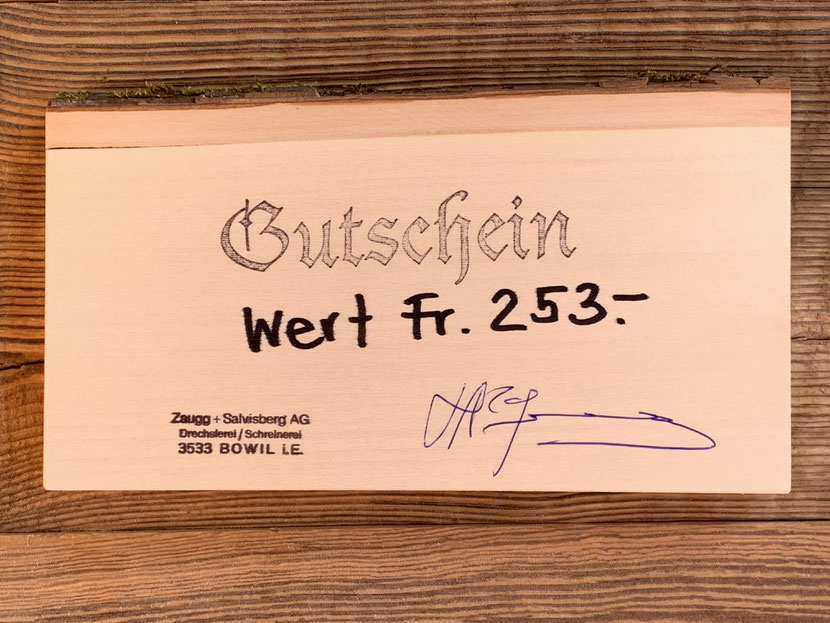 Gutschein
Wert Fr. 253.-
Zaugg + Salvisberg AG
Drechslerei / Schreinerei
3533 BOWIL i.E.